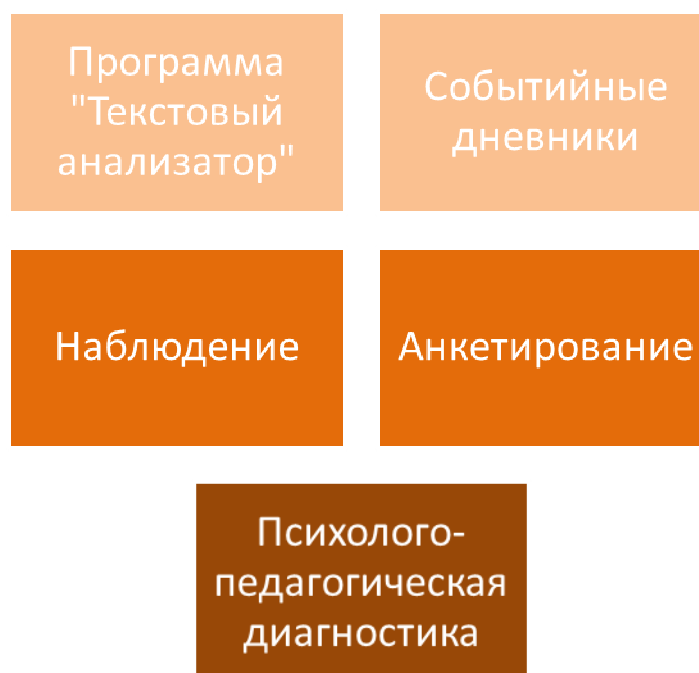 Программа
"Текстовый
анализатор"
Событийные
дневники
Наблюдение
Анкетирование
Психолого-
педагогическая
диагностика